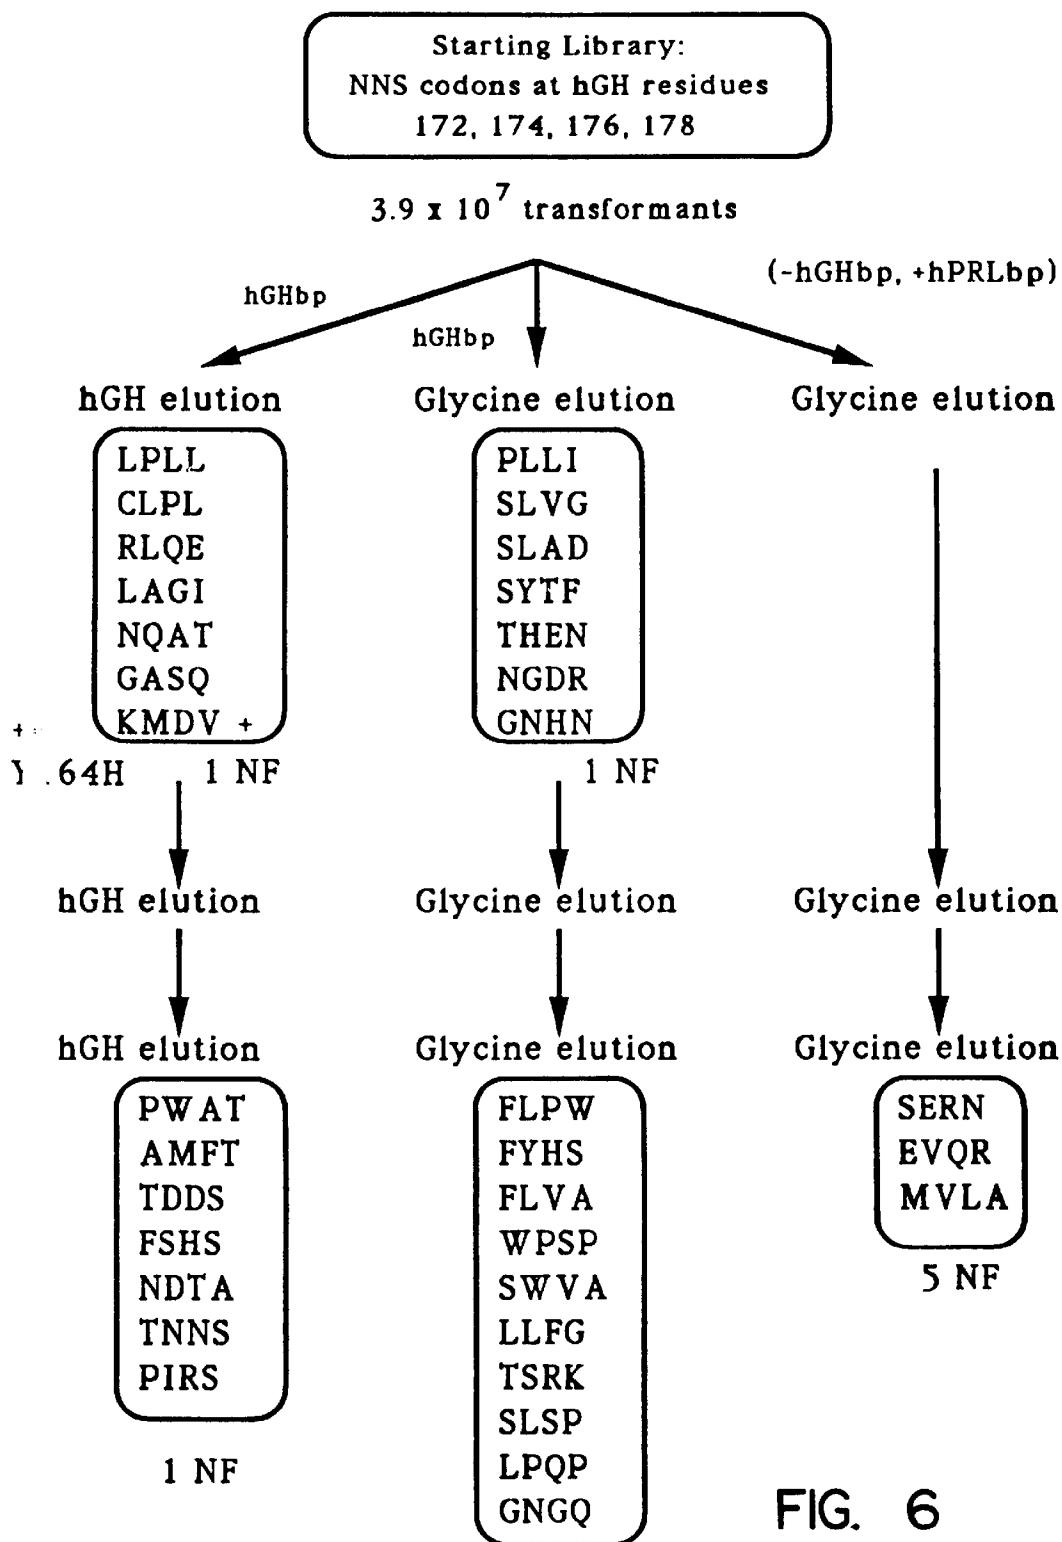 Starting Library:
NNS codons at hGH residues
172, 174, 176, 178
3.9 x 10^7 transformants
(-hGHbp, +hPRLbp)
hGHbp
hGHbp
hGH elution
Glycine elution
Glycine elution
LPLL
CLPL
RLQE
LAGI
NQAT
GASQ
KMDV +
+
.64H
1 NF
PLLI
SLVG
SLAD
SYTF
THEN
NGDR
GNHN
1 NF
hGH elution
Glycine elution
Glycine elution
hGH elution
Glycine elution
Glycine elution
PWAT
AMFT
TDDS
FSHS
NDTA
TNNS
PIRS
1 NF
FLPW
FYHS
FLVA
WPSP
SWVA
LLFG
TSRK
SLSP
LPQP
GNGQ
SERN
EVQR
MVLA
5 NF
FIG. 6